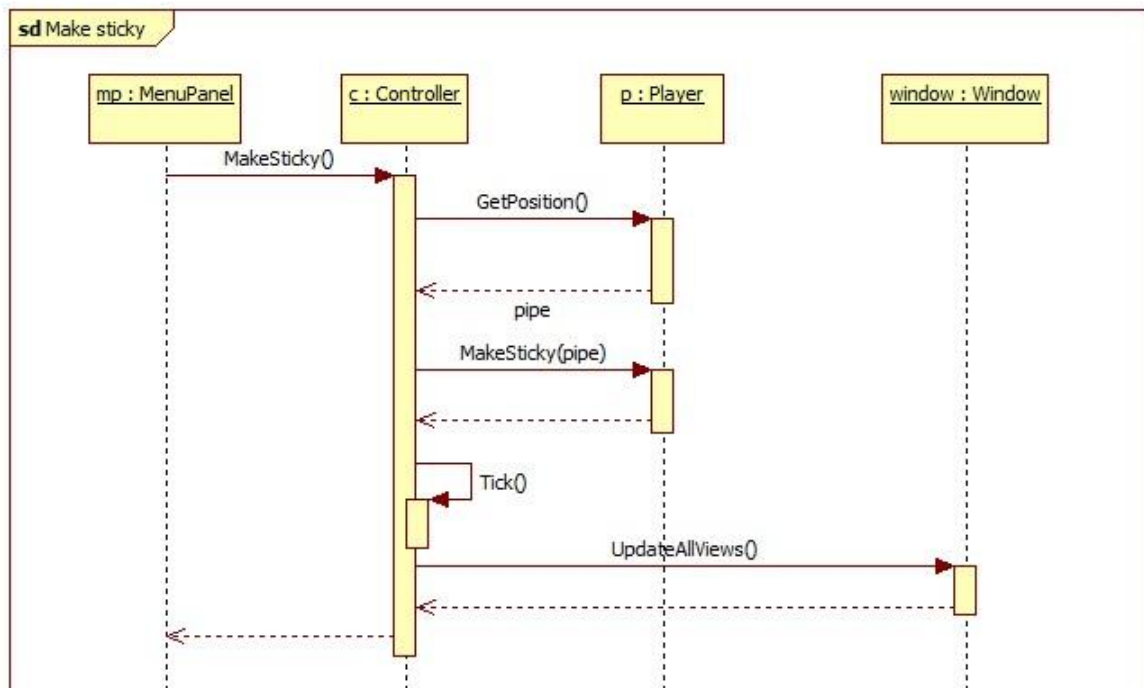 sd Make sticky
mp : MenuPanel
c : Controller
p : Player
window : Window
MakeSticky()
GetPosition()
pipe
MakeSticky(pipe)
Tick()
UpdateAllViews()